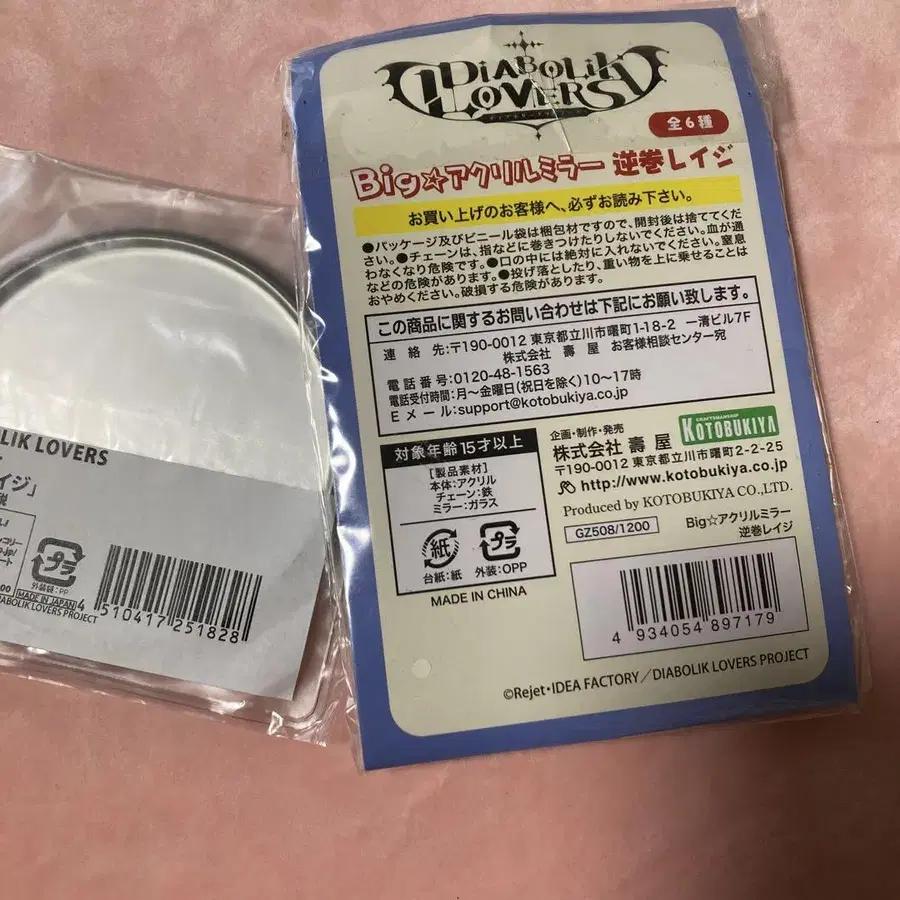 DIABOLIK
LOVERS
全6種
Big☆アクリルミラー 逆巻レイジ
お買い上げのお客様へ、必ずお読み下さい。
●パッケージ及びビニール袋は梱包材ですので、開封後は捨ててくだ
さい。●チェーンは、指などに巻きつけたりしないでください。血が通
わなくなり危険です。●口の中には絶対に入れないでください。窒息
などの危険があります。●投げ落としたり、重い物を上に乗せることは
おやめください。破損する危険があります。
この商品に関するお問い合わせは下記にお願い致します。
連絡先:〒190-0012 東京都立川市曙町1-18-2 一清ビル7F
株式会社 壽屋 お客様相談センター宛
電話番号:0120-48-1563
電話受付時間:月〜金曜日(祝日を除く)10〜17時
Eメール:support@kotobukiya.co.jp
対象年齢15才以上
[製品素材]
本体:アクリル
チェーン:鉄
ミラー:ガラス
紙
プラ
台紙:紙
外装:OPP
MADE IN CHINA
企画・制作・発売
株式会社 壽屋
CRAFTSMANSHIP
KOTOBUKIYA
〒190-0012 東京都立川市曙町2-2-25
http://www.kotobukiya.co.jp
Produced by KOTOBUKIYA CO.,LTD.
GZ508/1200
Big☆アクリルミラー
逆巻レイジ
4 934054 897179
©Rejet・IDEA FACTORY/DIABOLIK LOVERS PROJECT
OLIK LOVERS
イジ」
プラ
外装袋:PP
00
MADE IN JAPAN
DIABOLIK LOVERS PROJECT
4 510417 251828